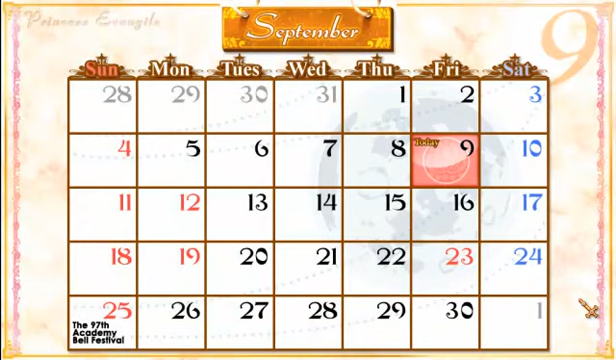 Princess Evangile
September
9
Sun Mon Tues Wed Thu Fri Sat
28 29 30 31 1 2 3
4 5 6 7 8 Today 9 10
11 12 13 14 15 16 17
18 19 20 21 22 23 24
25 26 27 28 29 30 1
The 97th
Academy
Bell Festival